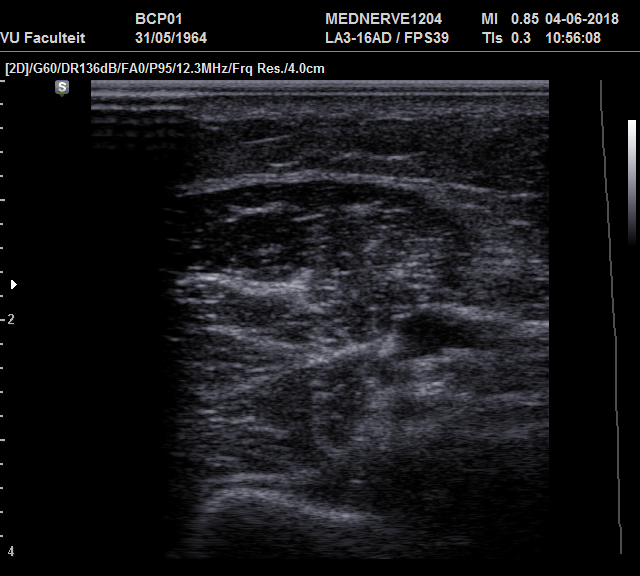 BCP01 MEDNERVE1204 MI 0.85 04-06-2018
VU Faculteit 31/05/1964 LA3-16AD / FPS39 TIs 0.3 10:56:08
[2D]/G60/DR136dB/FA0/P95/12.3MHz/Frq Res./4.0cm
S
2
4